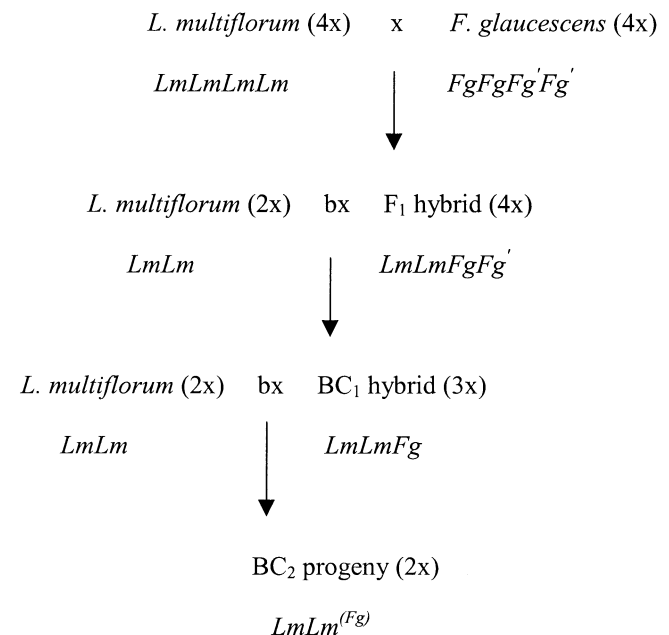 L. multiflorum (4x) x F. glaucescens (4x)
LmLmLmLm FgFgFg'Fg'
L. multiflorum (2x) bx F₁ hybrid (4x)
LmLm LmLmFgFg'
L. multiflorum (2x) bx BC₁ hybrid (3x)
LmLm LmLmFg
BC₂ progeny (2x)
LmLm⁽ᶠᵍ⁾